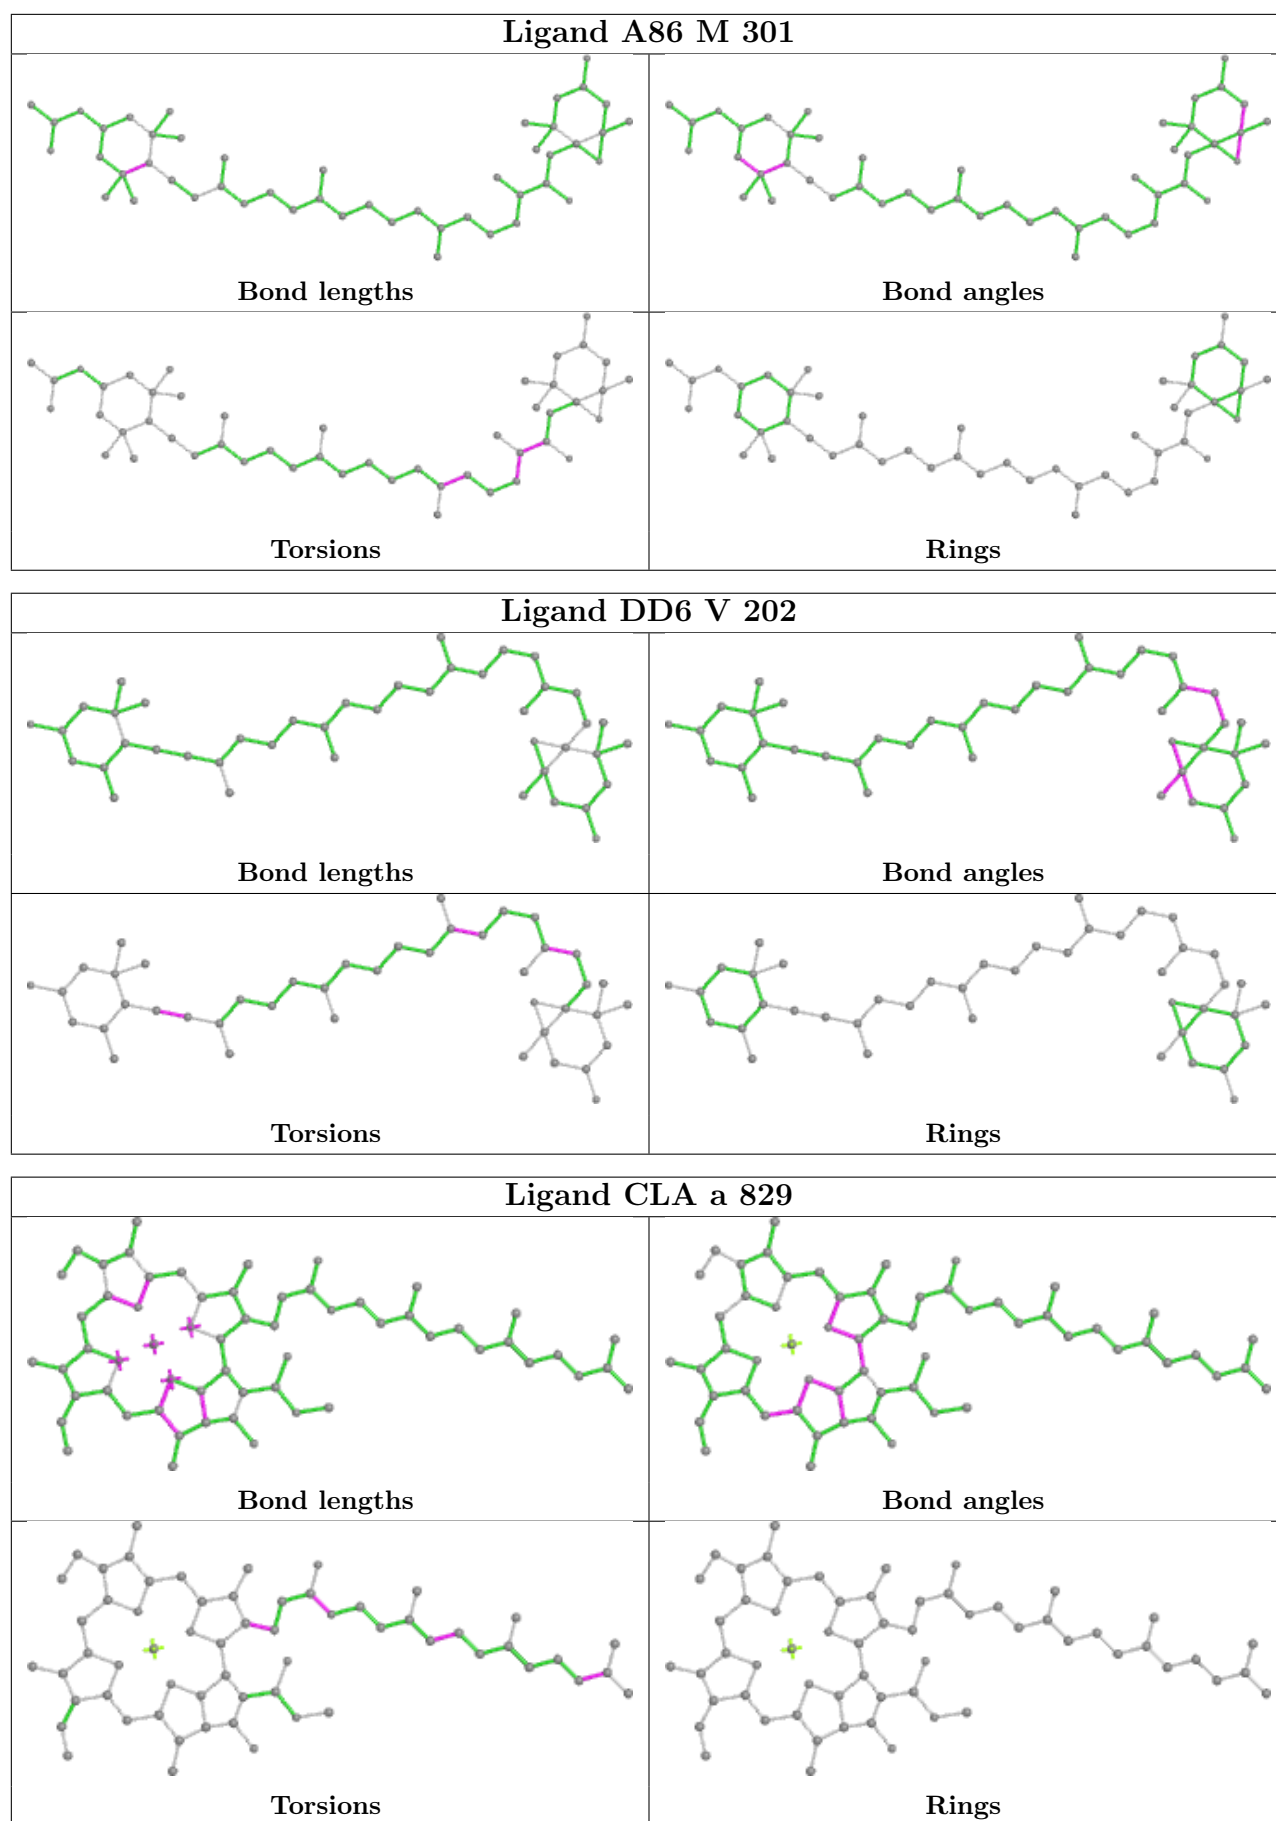 Ligand A86 M 301
Bond lengths
Bond angles
Torsions
Rings
Ligand DD6 V 202
Bond lengths
Bond angles
Torsions
Rings
Ligand CLA a 829
Bond lengths
Bond angles
Torsions
Rings